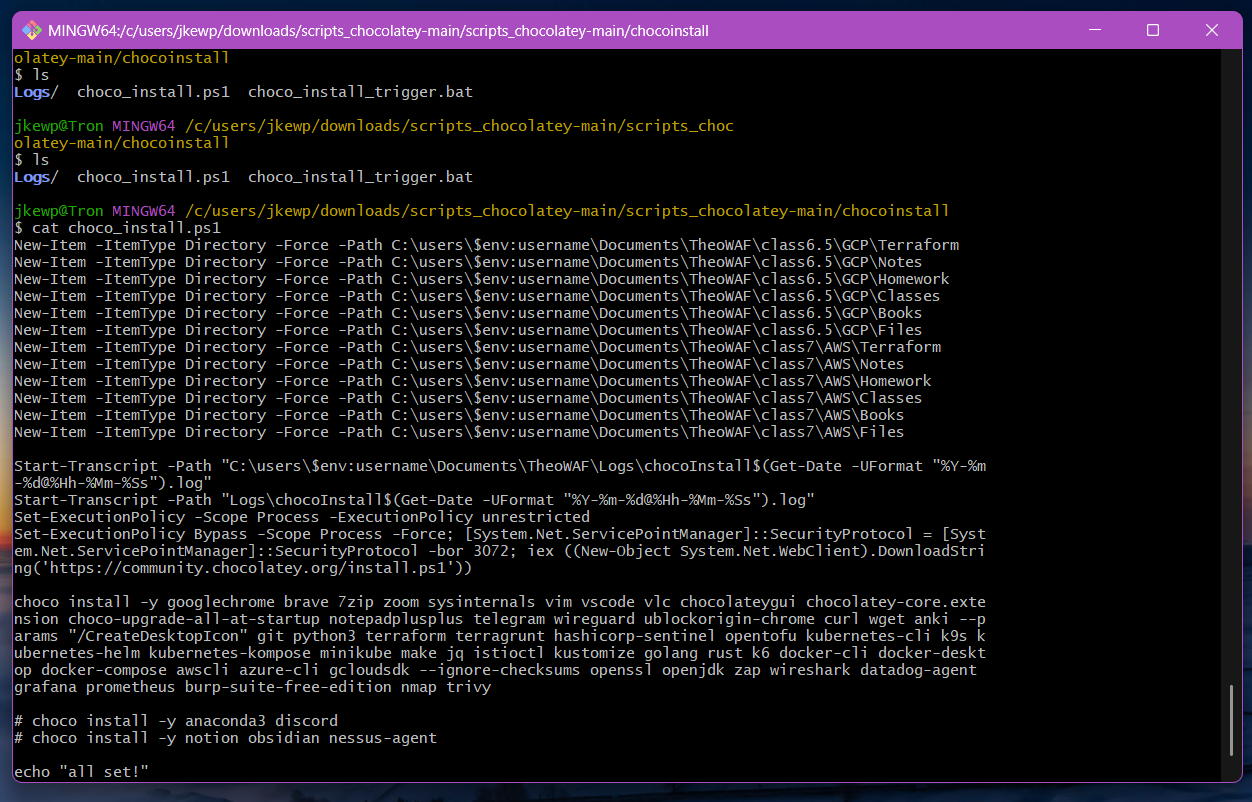 MINGW64:/c/users/jkewp/downloads/scripts_chocolatey-main/scripts_chocolatey-main/chocoinstall
olatey-main/chocoinstall
$ ls
Logs/  choco_install.ps1  choco_install_trigger.bat

jkewp@Tron MINGW64 /c/users/jkewp/downloads/scripts_chocolatey-main/scripts_choc
olatey-main/chocoinstall
$ ls
Logs/  choco_install.ps1  choco_install_trigger.bat

jkewp@Tron MINGW64 /c/users/jkewp/downloads/scripts_chocolatey-main/scripts_chocolatey-main/chocoinstall
$ cat choco_install.ps1
New-Item -ItemType Directory -Force -Path C:\users\$env:username\Documents\TheoWAF\class6.5\GCP\Terraform
New-Item -ItemType Directory -Force -Path C:\users\$env:username\Documents\TheoWAF\class6.5\GCP\Notes
New-Item -ItemType Directory -Force -Path C:\users\$env:username\Documents\TheoWAF\class6.5\GCP\Homework
New-Item -ItemType Directory -Force -Path C:\users\$env:username\Documents\TheoWAF\class6.5\GCP\Classes
New-Item -ItemType Directory -Force -Path C:\users\$env:username\Documents\TheoWAF\class6.5\GCP\Books
New-Item -ItemType Directory -Force -Path C:\users\$env:username\Documents\TheoWAF\class6.5\GCP\Files
New-Item -ItemType Directory -Force -Path C:\users\$env:username\Documents\TheoWAF\class7\AWS\Terraform
New-Item -ItemType Directory -Force -Path C:\users\$env:username\Documents\TheoWAF\class7\AWS\Notes
New-Item -ItemType Directory -Force -Path C:\users\$env:username\Documents\TheoWAF\class7\AWS\Homework
New-Item -ItemType Directory -Force -Path C:\users\$env:username\Documents\TheoWAF\class7\AWS\Classes
New-Item -ItemType Directory -Force -Path C:\users\$env:username\Documents\TheoWAF\class7\AWS\Books
New-Item -ItemType Directory -Force -Path C:\users\$env:username\Documents\TheoWAF\class7\AWS\Files

Start-Transcript -Path "C:\users\$env:username\Documents\TheoWAF\Logs\chocoInstall$(Get-Date -UFormat "%Y-%m
-%d@%Hh-%Mm-%Ss").log"
Start-Transcript -Path "Logs\chocoInstall$(Get-Date -UFormat "%Y-%m-%d@%Hh-%Mm-%Ss").log"
Set-ExecutionPolicy -Scope Process -ExecutionPolicy unrestricted
Set-ExecutionPolicy Bypass -Scope Process -Force; [System.Net.ServicePointManager]::SecurityProtocol = [Syst
em.Net.ServicePointManager]::SecurityProtocol -bor 3072; iex ((New-Object System.Net.WebClient).DownloadStri
ng('https://community.chocolatey.org/install.ps1'))

choco install -y googlechrome brave 7zip zoom sysinternals vim vscode vlc chocolateygui chocolatey-core.exte
nsion choco-upgrade-all-at-startup notepadplusplus telegram wireguard ublockorigin-chrome curl wget anki --p
arams "/CreateDesktopIcon" git python3 terraform terragrunt hashicorp-sentinel opentofu kubernetes-cli k9s k
ubernetes-helm kubernetes-kompose minikube make jq istioctl kustomize golang rust k6 docker-cli docker-deskt
op docker-compose awscli azure-cli gcloudsdk --ignore-checksums openssl openjdk zap wireshark datadog-agent
grafana prometheus burp-suite-free-edition nmap trivy

# choco install -y anaconda3 discord
# choco install -y notion obsidian nessus-agent

echo "all set!"